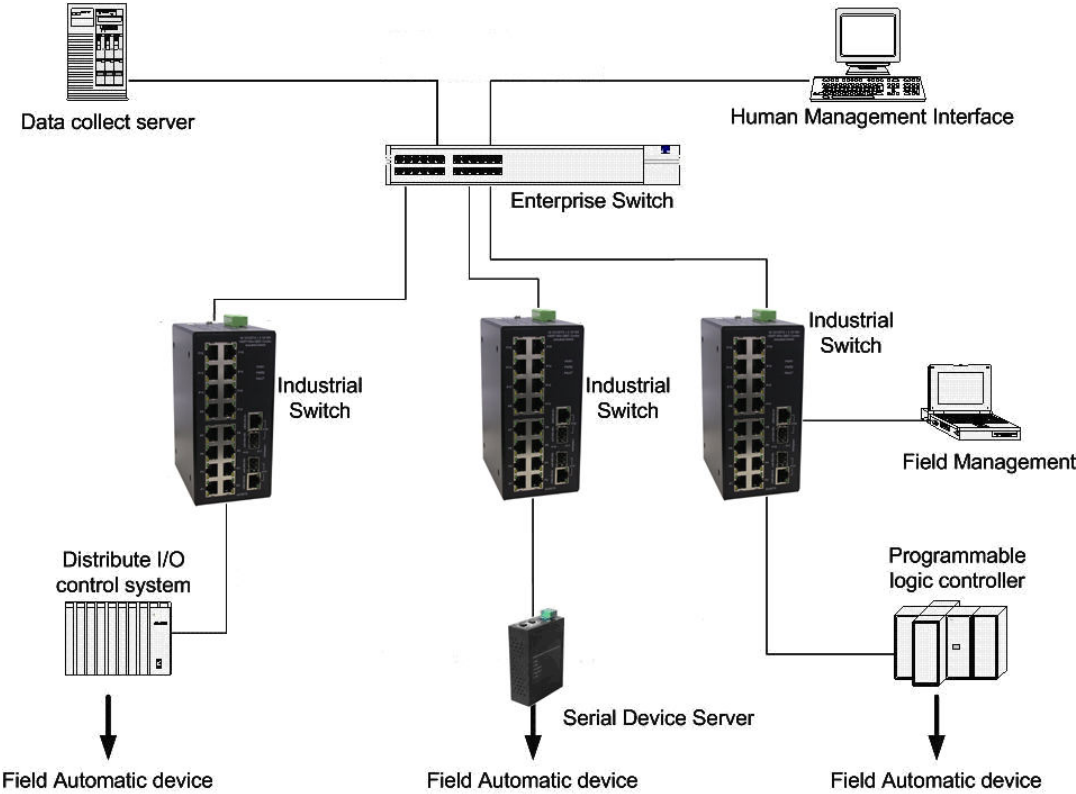 Data collect server
Human Management Interface
Enterprise Switch
Industrial
Switch
Industrial
Switch
Industrial
Switch
Field Management
Distribute I/O
control system
Programmable
logic controller
Serial Device Server
Field Automatic device
Field Automatic device
Field Automatic device